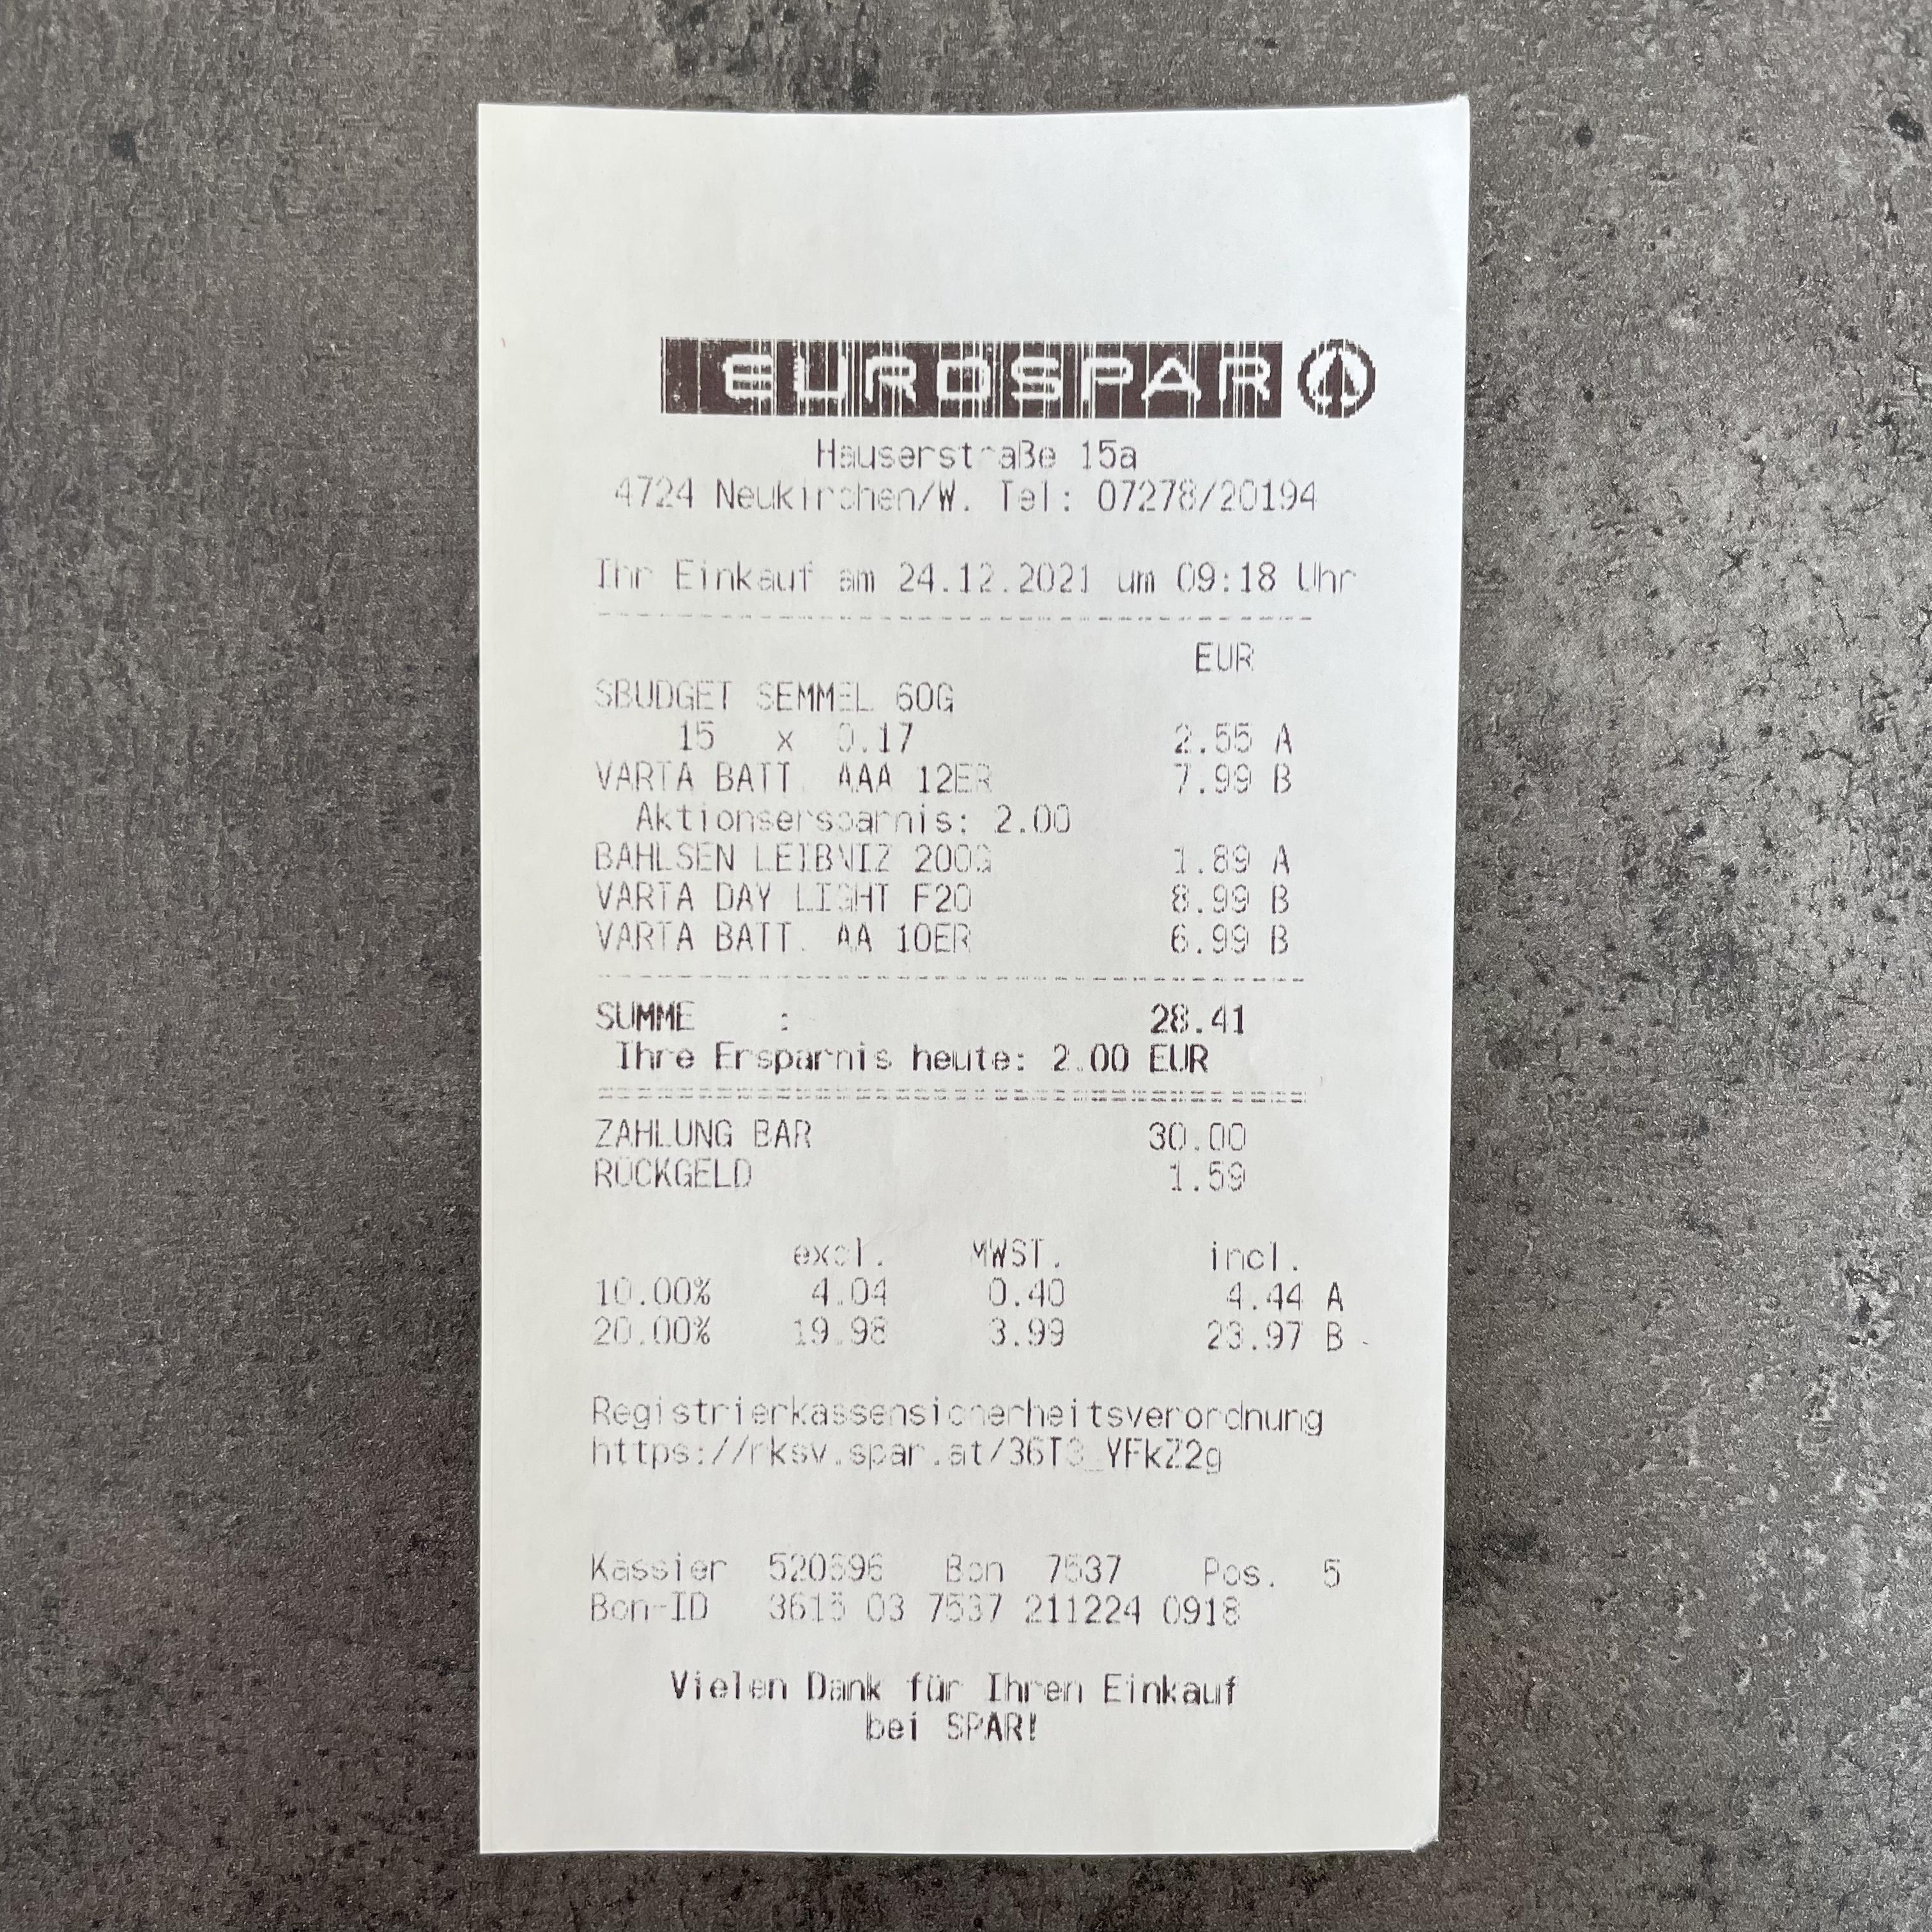 EUROSPAR
Hauserstraße 15a
4724 Neukirchen/W. Tel: 07278/20194
Ihr Einkauf am 24.12.2021 um 09:18 Uhr
EUR
SBUDGET SEMMEL 60G
15 x 0.17 2.55 A
VARTA BATT. AAA 12ER 7.99 B
Aktionsersparnis: 2.00
BAHLSEN LEIBNIZ 200G 1.89 A
VARTA DAY LIGHT F20 8.99 B
VARTA BATT. AA 10ER 6.99 B
SUMME : 28.41
Ihre Ersparnis heute: 2.00 EUR
ZAHLUNG BAR 30.00
RÜCKGELD 1.59
excl. MWST. incl.
10.00% 4.04 0.40 4.44 A
20.00% 19.98 3.99 23.97 B
Registrierkassensicherheitsverordnung
https://rksv.spar.at/36T3_YFkZ2g
Kassier Bon 7537 Pos. 5
Bon-ID 3615 03 7537 211224 0918
Vielen Dank für Ihren Einkauf
bei SPAR!